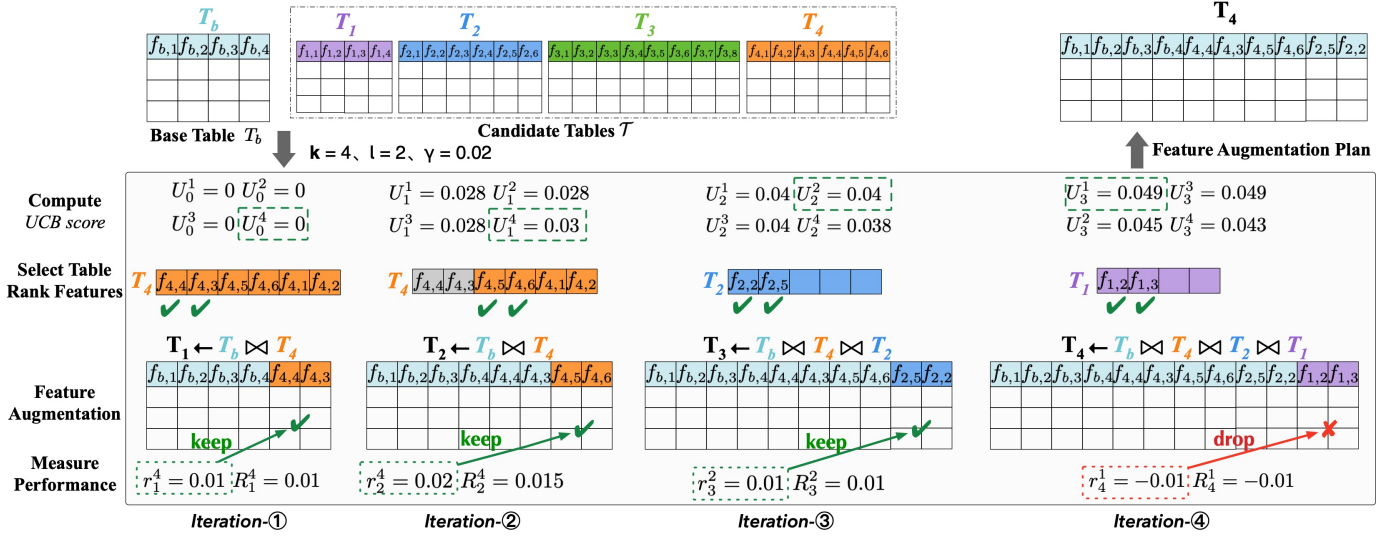 T_b T_1 T_2 T_3 T_4 T_4
f_{b,1} f_{b,2} f_{b,3} f_{b,4}
f_{1,1} f_{1,2} f_{1,3} f_{1,4}
f_{2,1} f_{2,2} f_{2,3} f_{2,4} f_{2,5} f_{2,6}
f_{3,1} f_{3,2} f_{3,3} f_{3,4} f_{3,5} f_{3,6} f_{3,7} f_{3,8}
f_{4,1} f_{4,2} f_{4,3} f_{4,4} f_{4,5} f_{4,6}
f_{b,1} f_{b,2} f_{b,3} f_{b,4} f_{4,4} f_{4,3} f_{4,5} f_{4,6} f_{2,5} f_{2,2}
Base Table T_b
Candidate Tables 𝒯
k = 4、l = 2、γ = 0.02
Feature Augmentation Plan
Compute
UCB score
U_0^1 = 0 U_0^2 = 0
U_0^3 = 0 U_0^4 = 0
U_1^1 = 0.028 U_1^2 = 0.028
U_1^3 = 0.028 U_1^4 = 0.03
U_2^1 = 0.04 U_2^2 = 0.04
U_2^3 = 0.04 U_2^4 = 0.038
U_3^1 = 0.049 U_3^3 = 0.049
U_3^2 = 0.045 U_3^4 = 0.043
Select Table
Rank Features
T_4 f_{4,4} f_{4,3} f_{4,5} f_{4,6} f_{4,1} f_{4,2}
T_4 f_{4,4} f_{4,3} f_{4,5} f_{4,6} f_{4,1} f_{4,2}
T_2 f_{2,2} f_{2,5}
T_1 f_{1,2} f_{1,3}
T_1 ← T_b ⋈ T_4
T_2 ← T_b ⋈ T_4
T_3 ← T_b ⋈ T_4 ⋈ T_2
T_4 ← T_b ⋈ T_4 ⋈ T_2 ⋈ T_1
Feature
Augmentation
f_{b,1} f_{b,2} f_{b,3} f_{b,4} f_{4,4} f_{4,3}
f_{b,1} f_{b,2} f_{b,3} f_{b,4} f_{4,4} f_{4,3} f_{4,5} f_{4,6}
f_{b,1} f_{b,2} f_{b,3} f_{b,4} f_{4,4} f_{4,3} f_{4,5} f_{4,6} f_{2,5} f_{2,2}
f_{b,1} f_{b,2} f_{b,3} f_{b,4} f_{4,4} f_{4,3} f_{4,5} f_{4,6} f_{2,5} f_{2,2} f_{1,2} f_{1,3}
keep
keep
keep
drop
Measure
Performance
r_1^4 = 0.01 R_1^4 = 0.01
r_2^4 = 0.02 R_2^4 = 0.015
r_3^2 = 0.01 R_3^2 = 0.01
r_4^1 = −0.01 R_4^1 = −0.01
Iteration-①
Iteration-②
Iteration-③
Iteration-④